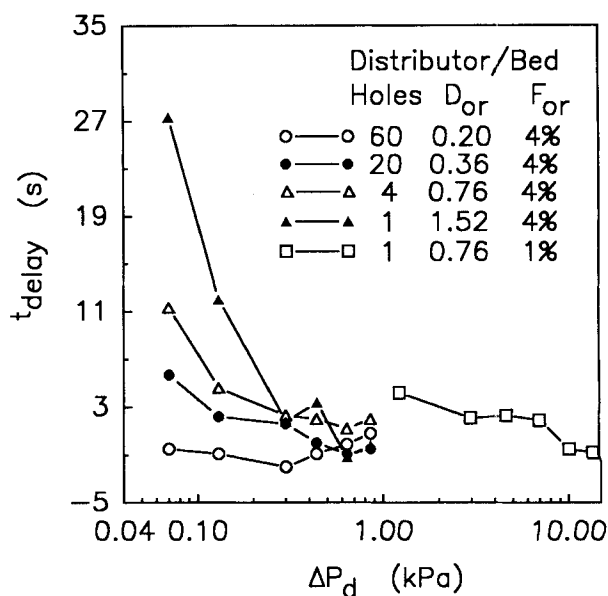 35
27
19
11
3
-5
t_delay (s)
Distributor/Bed
Holes D_or F_or
60 0.20 4%
20 0.36 4%
4 0.76 4%
1 1.52 4%
1 0.76 1%
0.04 0.10 1.00 10.00
ΔP_d (kPa)